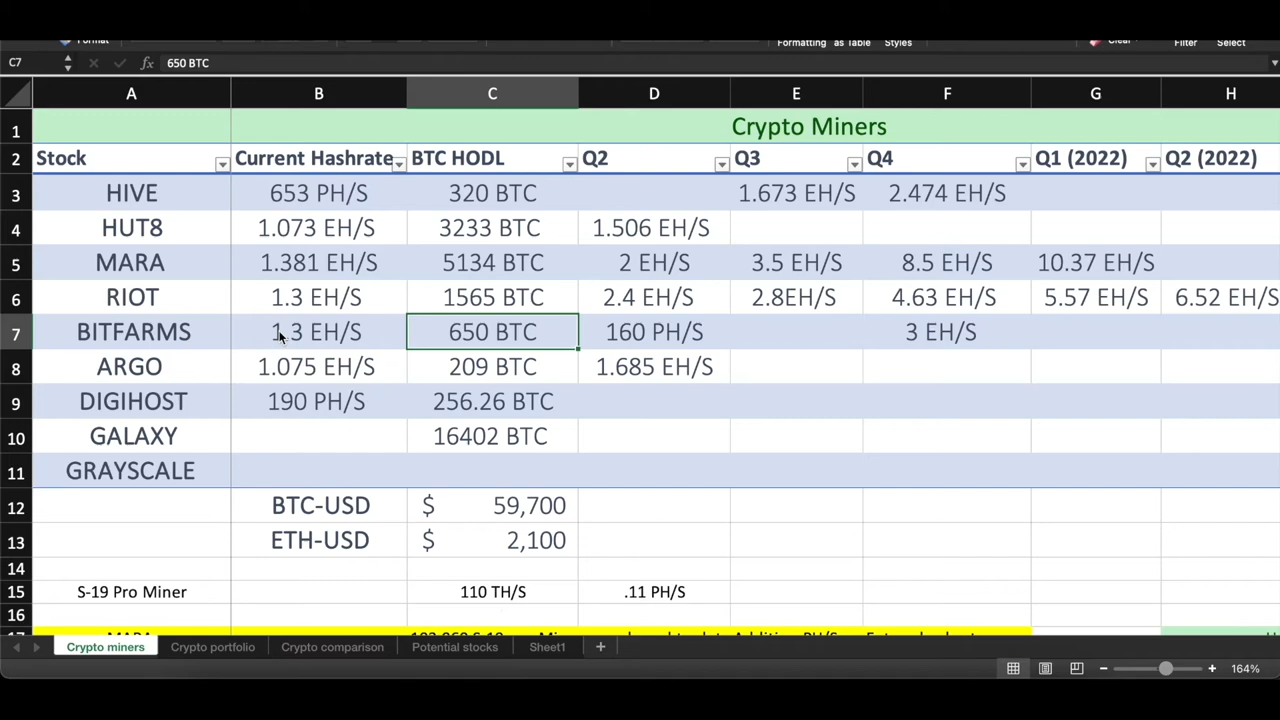 Format
Formatting as Table Styles Clear Filter Select
C7 fx 650 BTC
A B C D E F G H
1 Crypto Miners
2 Stock Current Hashrate BTC HODL Q2 Q3 Q4 Q1 (2022) Q2 (2022)
3 HIVE 653 PH/S 320 BTC 1.673 EH/S 2.474 EH/S
4 HUT8 1.073 EH/S 3233 BTC 1.506 EH/S
5 MARA 1.381 EH/S 5134 BTC 2 EH/S 3.5 EH/S 8.5 EH/S 10.37 EH/S
6 RIOT 1.3 EH/S 1565 BTC 2.4 EH/S 2.8EH/S 4.63 EH/S 5.57 EH/S 6.52 EH/S
7 BITFARMS 1.3 EH/S 650 BTC 160 PH/S 3 EH/S
8 ARGO 1.075 EH/S 209 BTC 1.685 EH/S
9 DIGIHOST 190 PH/S 256.26 BTC
10 GALAXY 16402 BTC
11 GRAYSCALE
12 BTC-USD $ 59,700
13 ETH-USD $ 2,100
14
15 S-19 Pro Miner 110 TH/S .11 PH/S
16
17 MARA
Crypto miners Crypto portfolio Crypto comparison Potential stocks Sheet1 +
164%